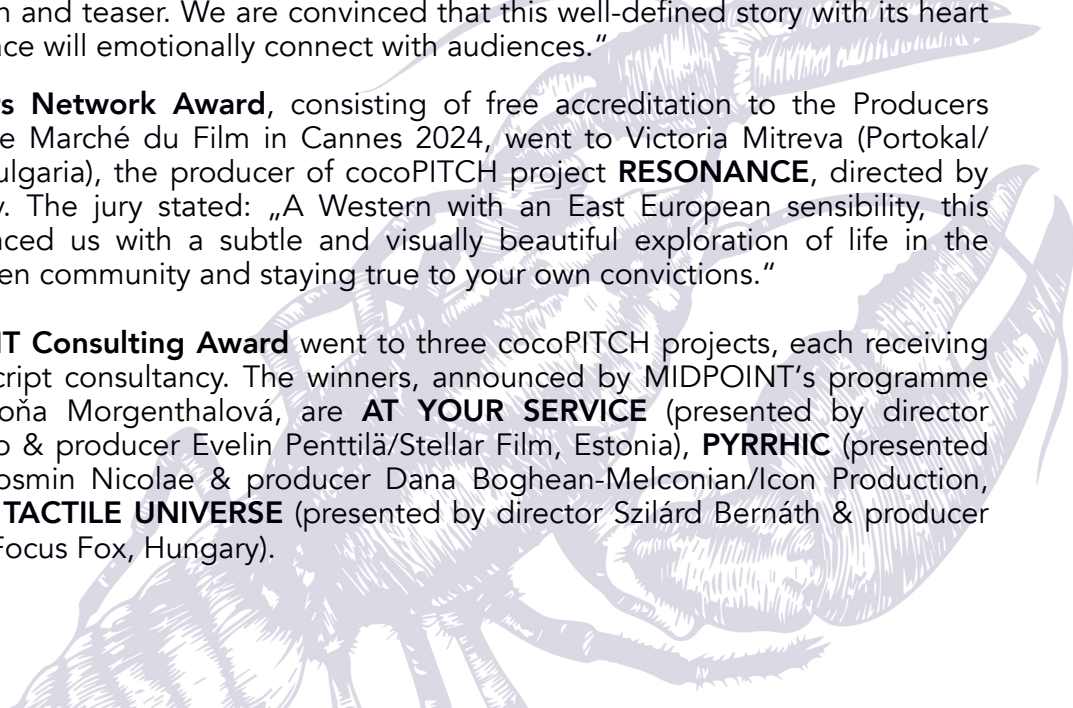 n and teaser. We are convinced that this well-defined story with its heart
ace will emotionally connect with audiences.“
rs Network Award, consisting of free accreditation to the Producers
e Marché du Film in Cannes 2024, went to Victoria Mitreva (Portokal/
ulgaria), the producer of cocoPITCH project RESONANCE, directed by
v. The jury stated: „A Western with an East European sensibility, this
nced us with a subtle and visually beautiful exploration of life in the
en community and staying true to your own convictions.“
NT Consulting Award went to three cocoPITCH projects, each receiving
cript consultancy. The winners, announced by MIDPOINT‘s programme
oňa Morgenthalová, are AT YOUR SERVICE (presented by director
o & producer Evelin Penttilä/Stellar Film, Estonia), PYRRHIC (presented
osmin Nicolae & producer Dana Boghean-Melconian/Icon Production,
TACTILE UNIVERSE (presented by director Szilárd Bernáth & producer
Focus Fox, Hungary).